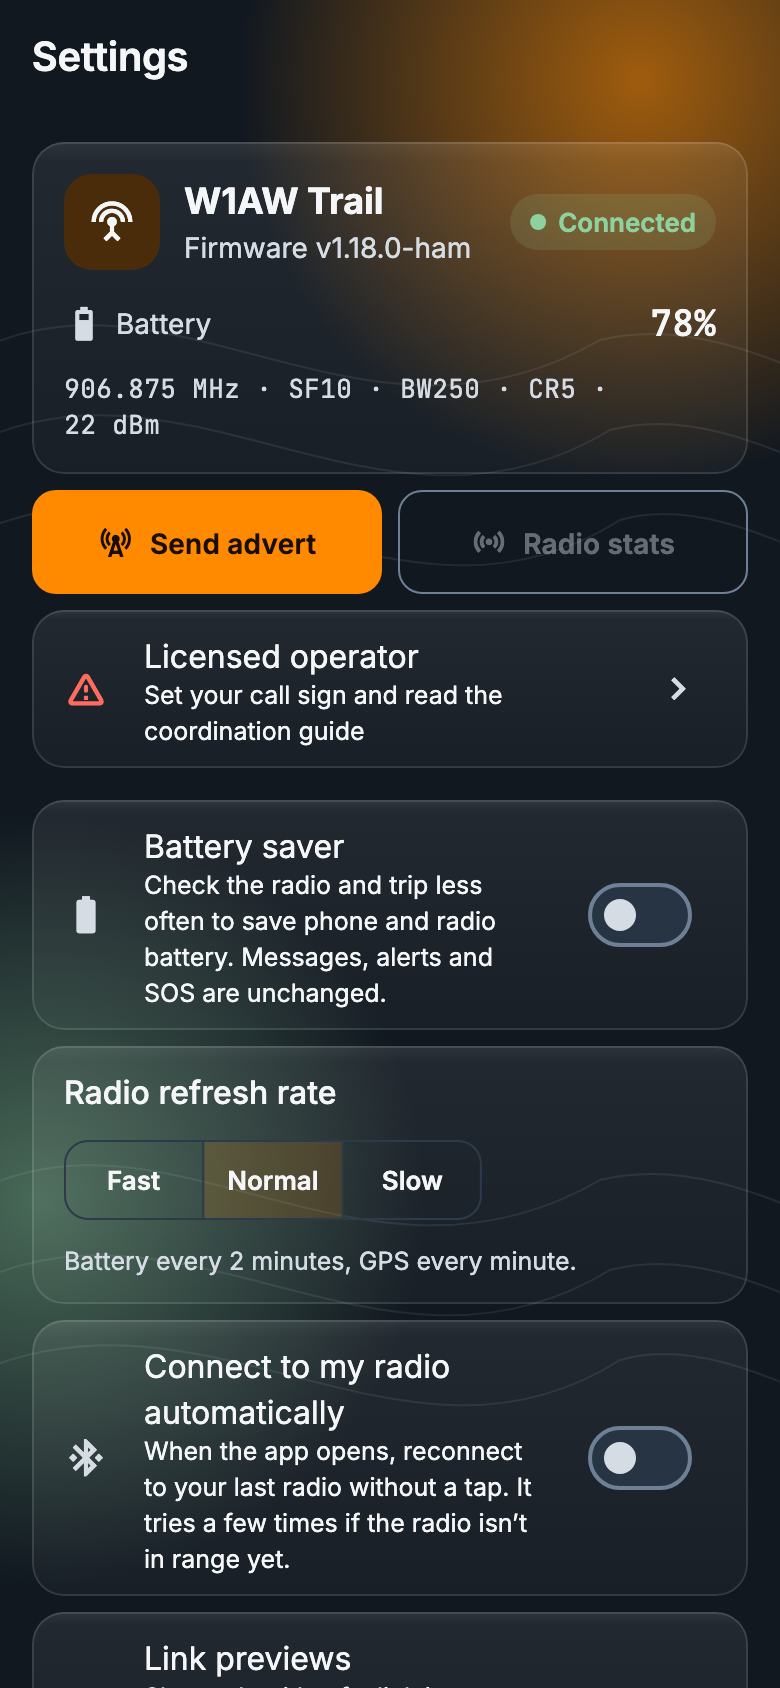 Settings
W1AW Trail
Firmware v1.18.0-ham
Connected
Battery
78%
906.875 MHz · SF10 · BW250 · CR5 ·
22 dBm
Send advert
Radio stats
Licensed operator
Set your call sign and read the
coordination guide
Battery saver
Check the radio and trip less
often to save phone and radio
battery. Messages, alerts and
SOS are unchanged.
Radio refresh rate
Fast
Normal
Slow
Battery every 2 minutes, GPS every minute.
Connect to my radio
automatically
When the app opens, reconnect
to your last radio without a tap. It
tries a few times if the radio isn’t
in range yet.
Link previews